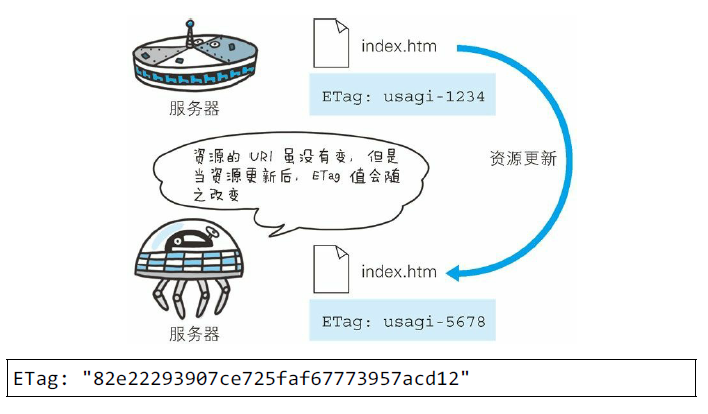 index.htm
ETag: usagi-1234
服务器
资源更新
资源的 URI 虽没有变，但是
当资源更新后，ETag 值会随
之改变
index.htm
ETag: usagi-5678
服务器
ETag: "82e22293907ce725faf67773957acd12"